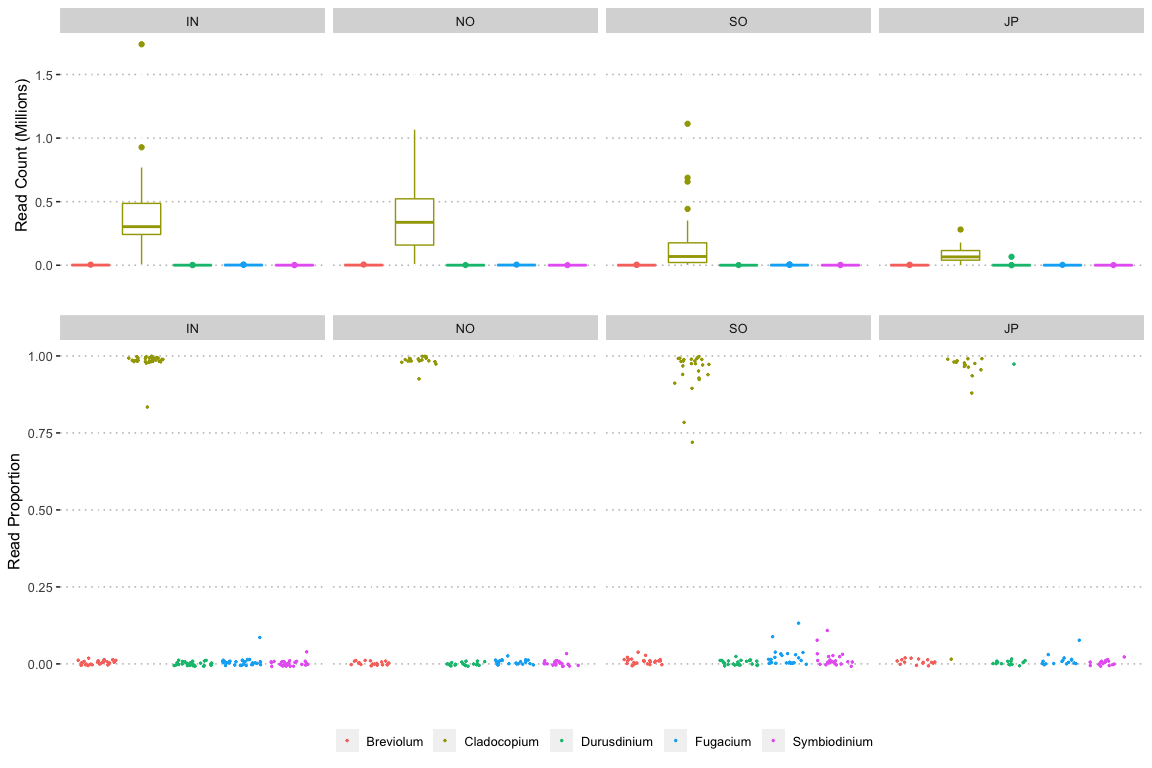 IN NO SO JP
Read Count (Millions)
1.5
1.0
0.5
0.0
IN NO SO JP
Read Proportion
1.00
0.75
0.50
0.25
0.00
Breviolum Cladocopium Durusdinium Fugacium Symbiodinium